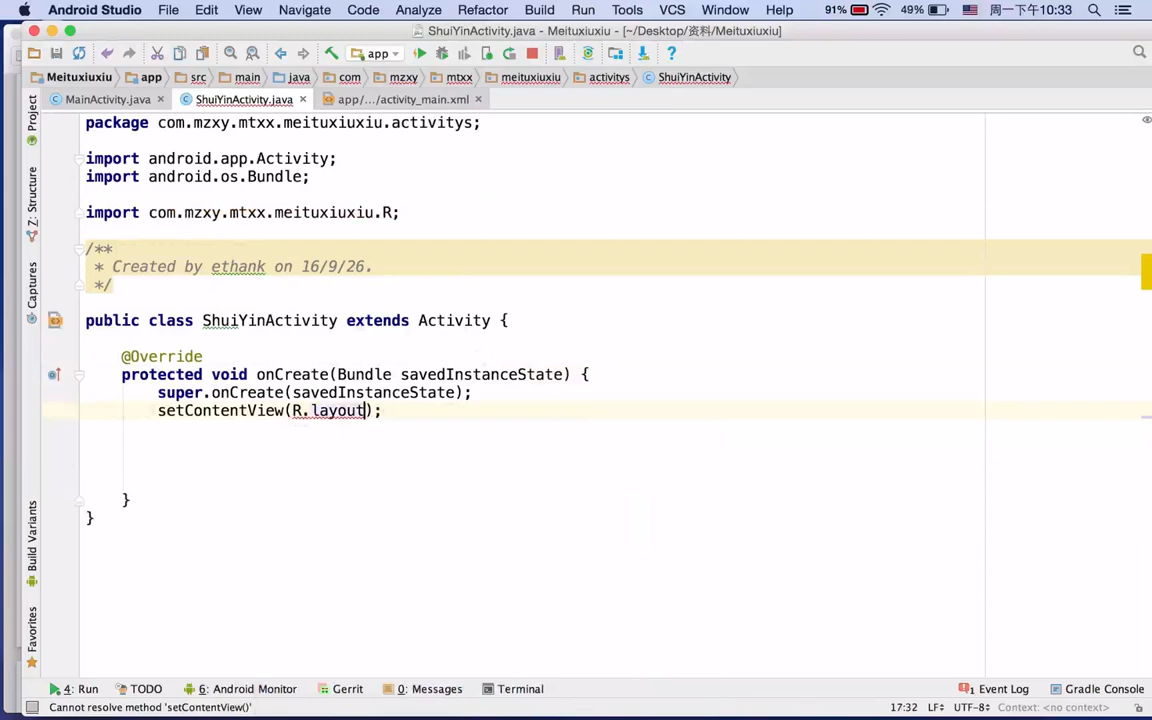 Android Studio File Edit View Navigate Code Analyze Refactor Build Run Tools VCS Window Help 91% 49% 周一下午10:33
ShuiYinActivity.java - Meituxiuxiu - [~/Desktop/资料/Meituxiuxiu]
app
Meituxiuxiu app src main java com mzxy mtxx meituxiuxiu activitys ShuiYinActivity
MainActivity.java ShuiYinActivity.java app/.../activity_main.xml
Project
Z: Structure
Captures
Build Variants
Favorites
package com.mzxy.mtxx.meituxiuxiu.activitys;
import android.app.Activity;
import android.os.Bundle;
import com.mzxy.mtxx.meituxiuxiu.R;
/**
* Created by ethank on 16/9/26.
*/
public class ShuiYinActivity extends Activity {
@Override
protected void onCreate(Bundle savedInstanceState) {
super.onCreate(savedInstanceState);
setContentView(R.layout);
}
}
4: Run TODO 6: Android Monitor Gerrit 0: Messages Terminal 1 Event Log Gradle Console
Cannot resolve method 'setContentView()' 17:32 LF÷ UTF-8÷ Context: <no context>